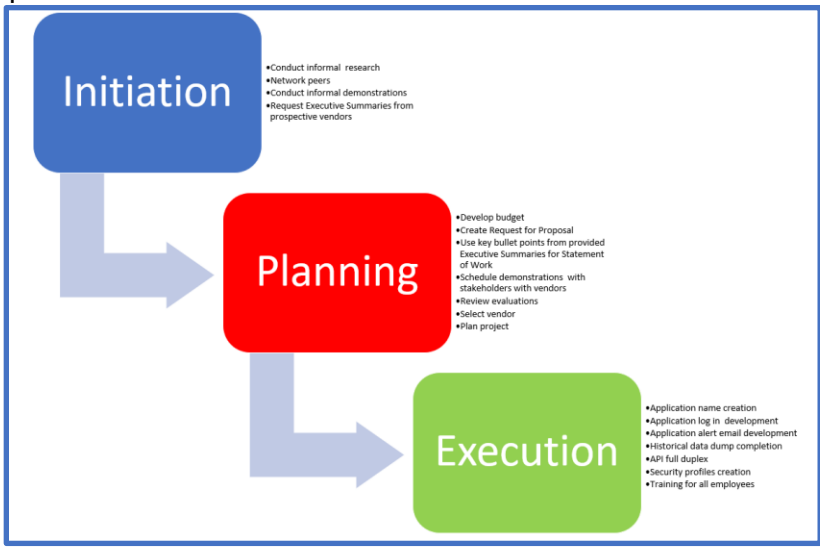 Initiation
•Conduct informal research
•Network peers
•Conduct informal demonstrations
•Request Executive Summaries from
prospective vendors
Planning
•Develop budget
•Create Request for Proposal
•Use key bullet points from provided
Executive Summaries for Statement
of Work
•Schedule demonstrations with
stakeholders with vendors
•Review evaluations
•Select vendor
•Plan project
Execution
•Application name creation
•Application log in development
•Application alert email development
•Historical data dump completion
•API full duplex
•Security profiles creation
•Training for all employees